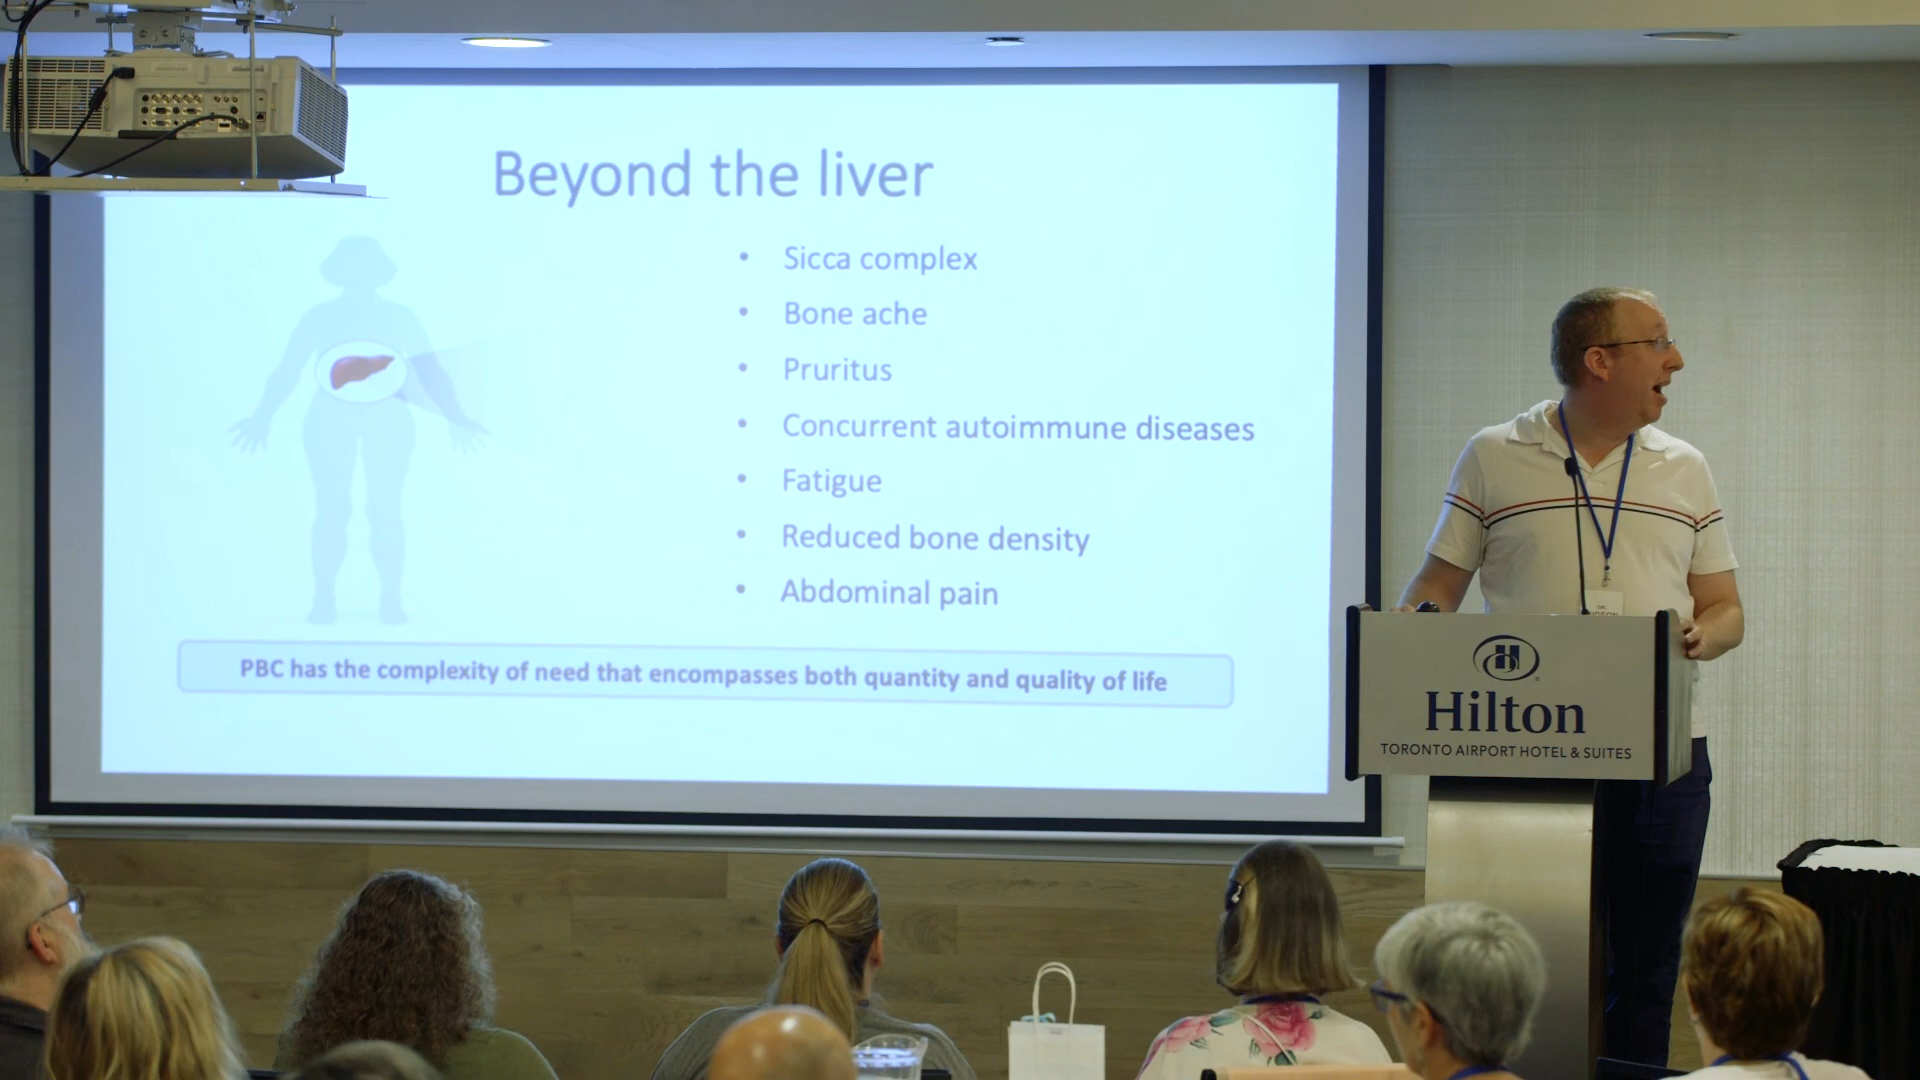 Beyond the liver
• Sicca complex
• Bone ache
• Pruritus
• Concurrent autoimmune diseases
• Fatigue
• Reduced bone density
• Abdominal pain
PBC has the complexity of need that encompasses both quantity and quality of life
Hilton
TORONTO AIRPORT HOTEL & SUITES